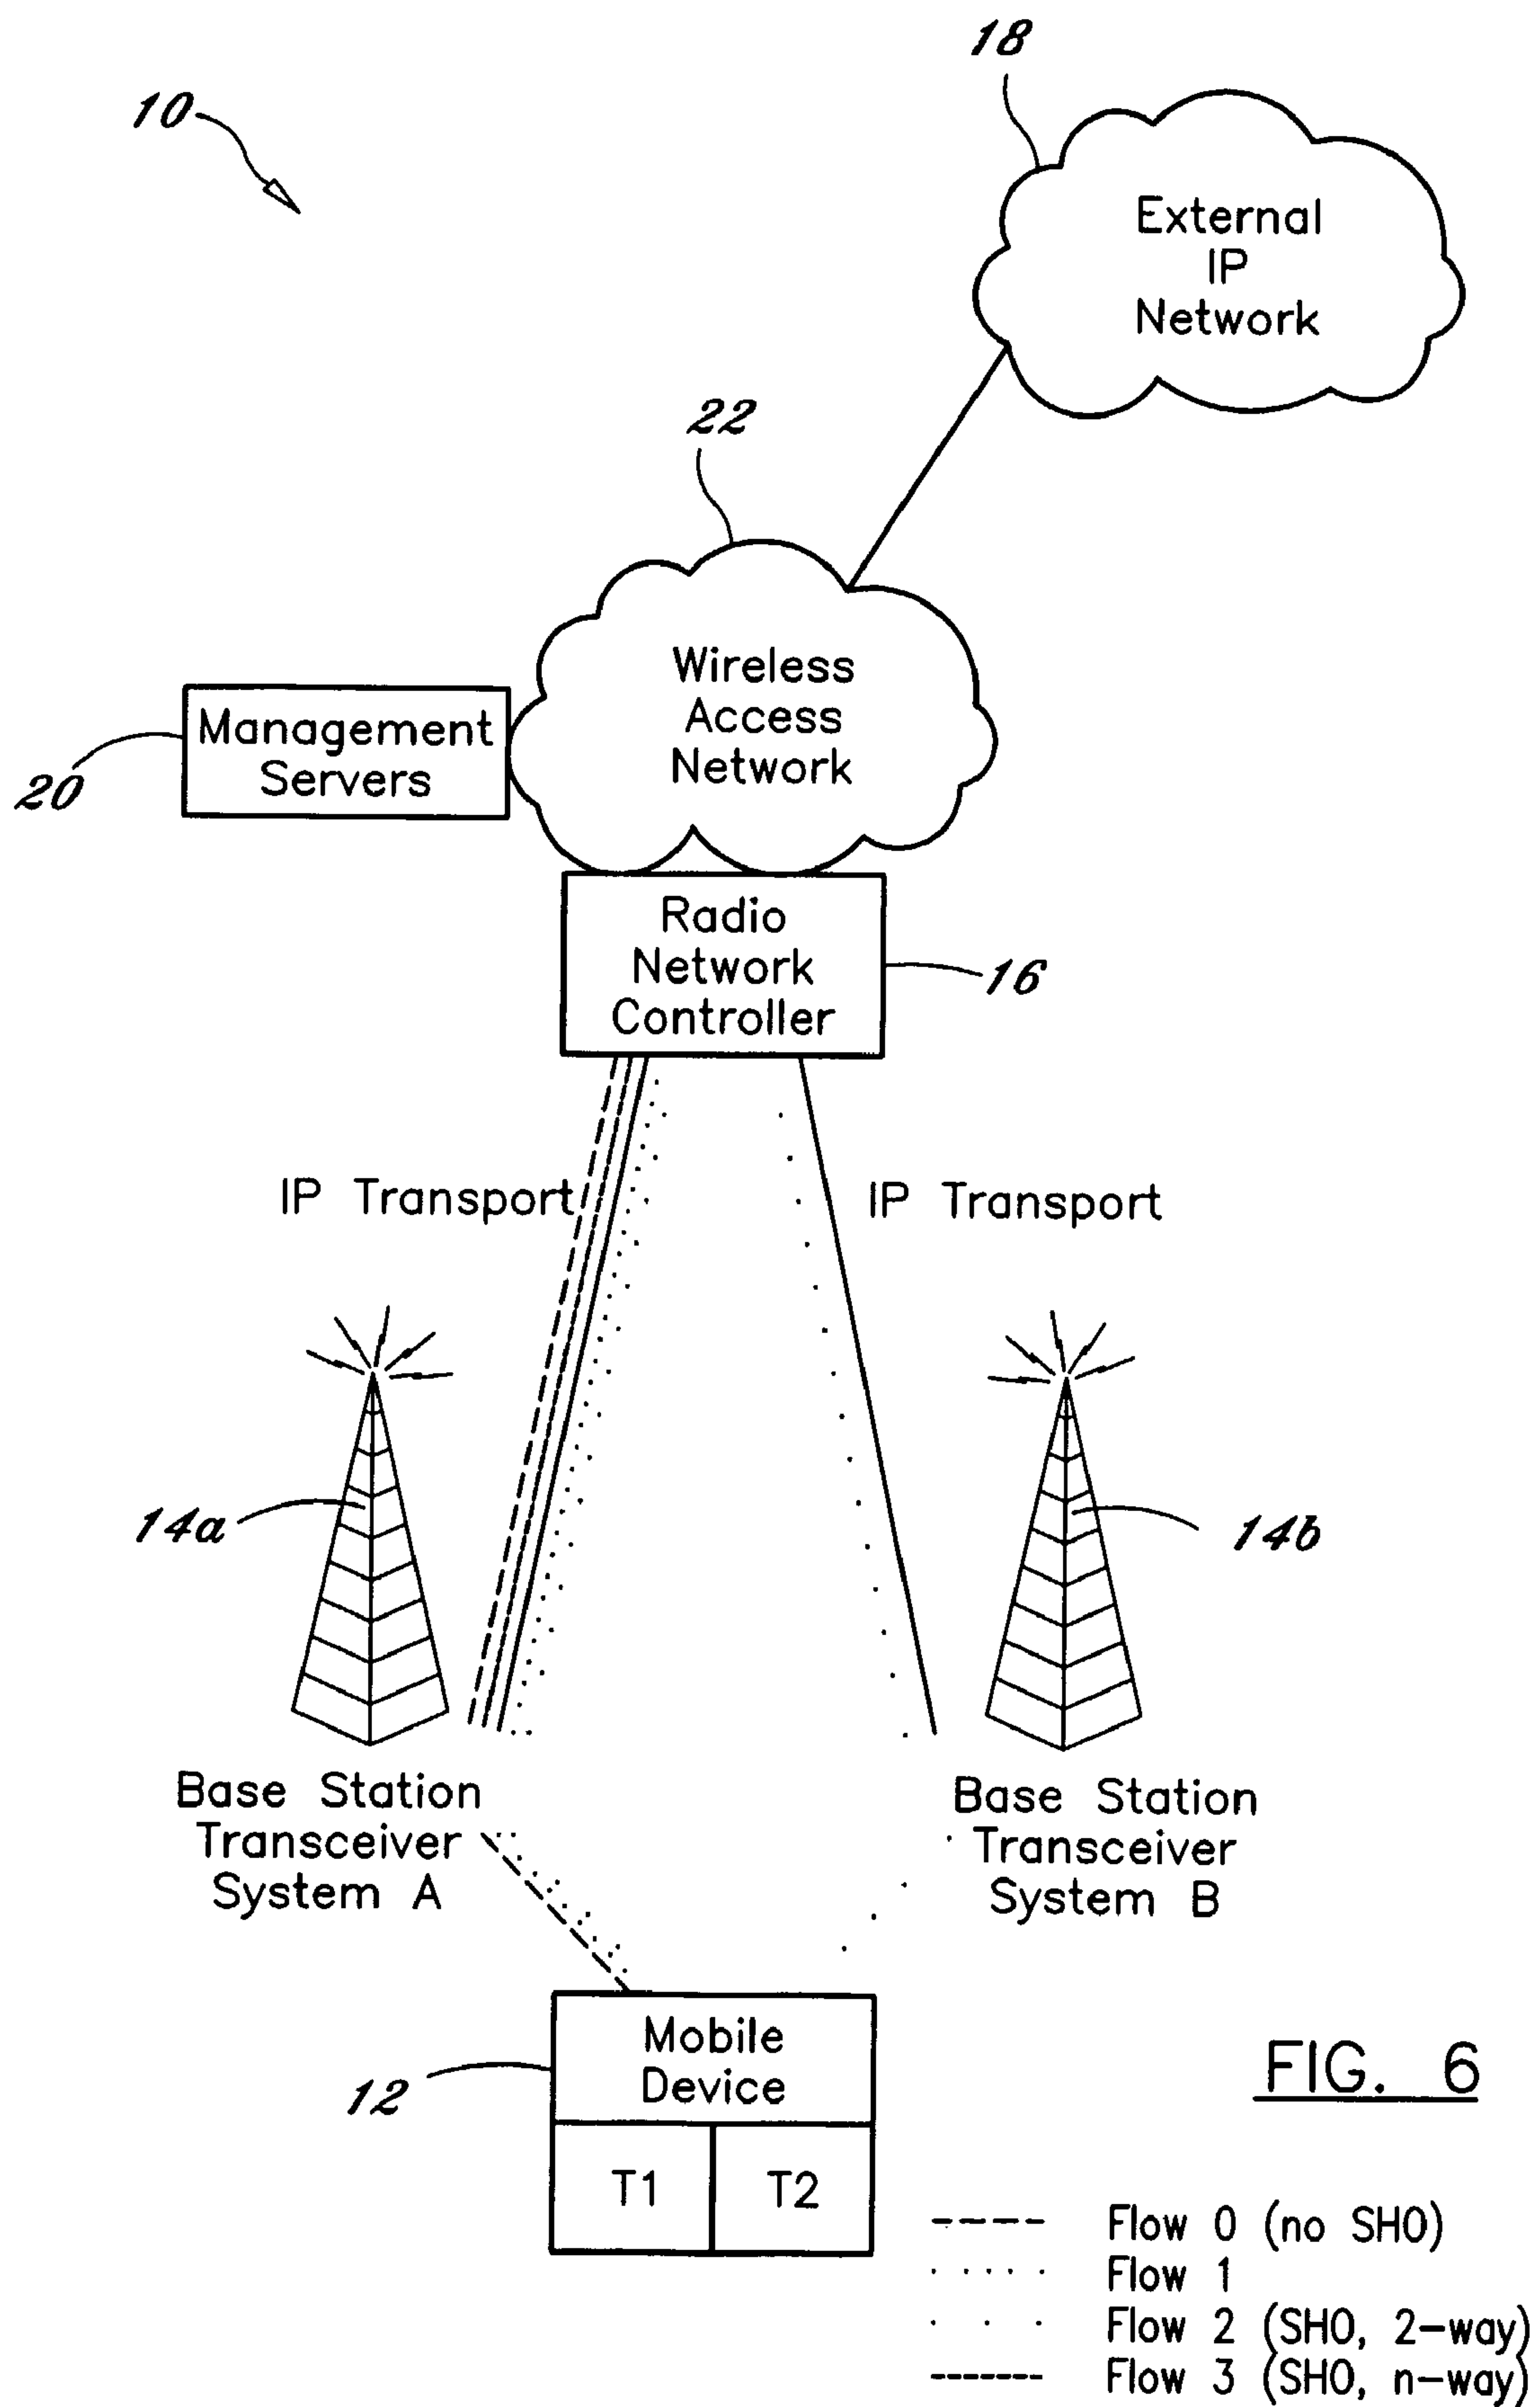 18
10
External
IP
Network
22
Wireless
Access
Network
Management
Servers
20
Radio
Network
Controller
16
IP Transport
IP Transport
14a
14b
Base Station
Transceiver
System A
Base Station
Transceiver
System B
Mobile
Device
12
T1
T2
FIG. 6
Flow 0 (no SHO)
Flow 1
Flow 2 (SHO, 2-way)
Flow 3 (SHO, n-way)